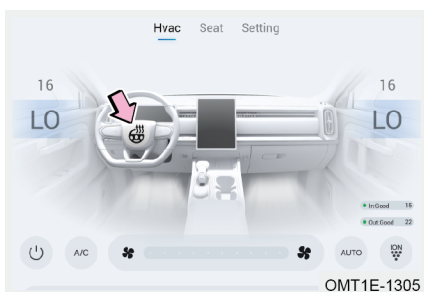 Hvac Seat Setting
16 16
LO LO
In Good 15
Out Good 22
A/C AUTO ION
OMT1E-1305